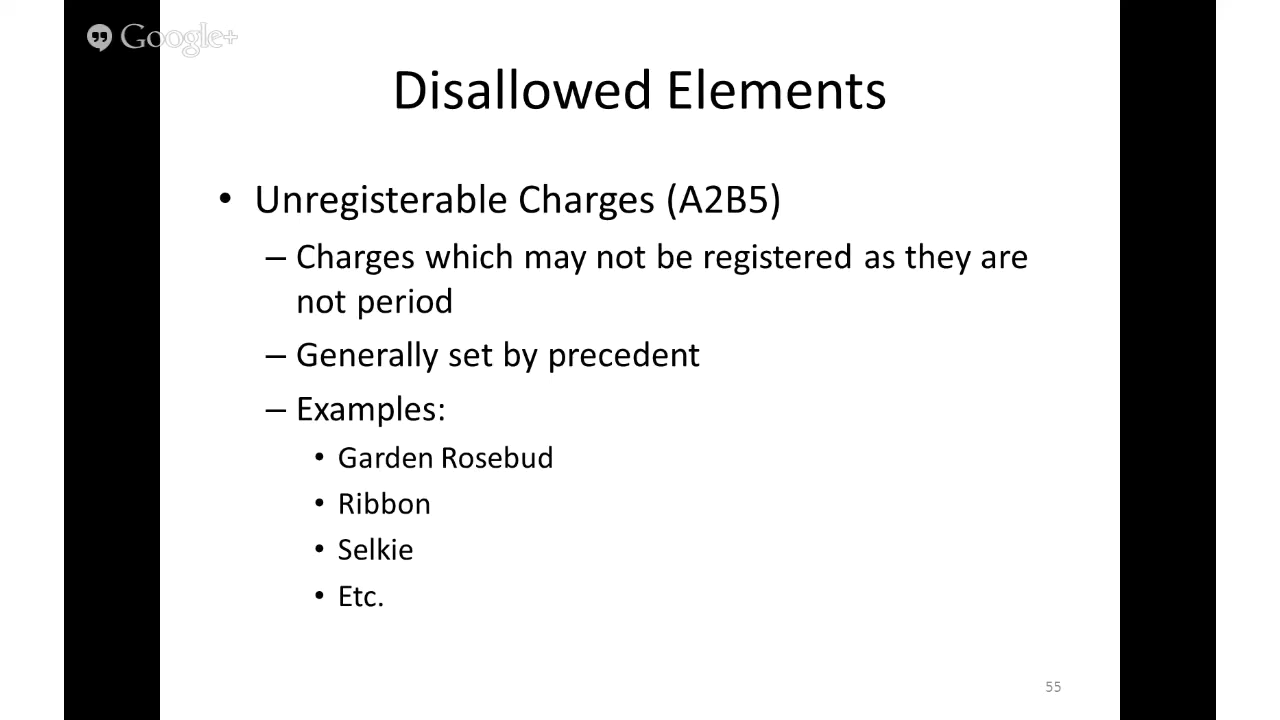 Google+
Disallowed Elements
• Unregisterable Charges (A2B5)
– Charges which may not be registered as they are
not period
– Generally set by precedent
– Examples:
• Garden Rosebud
• Ribbon
• Selkie
• Etc.
55